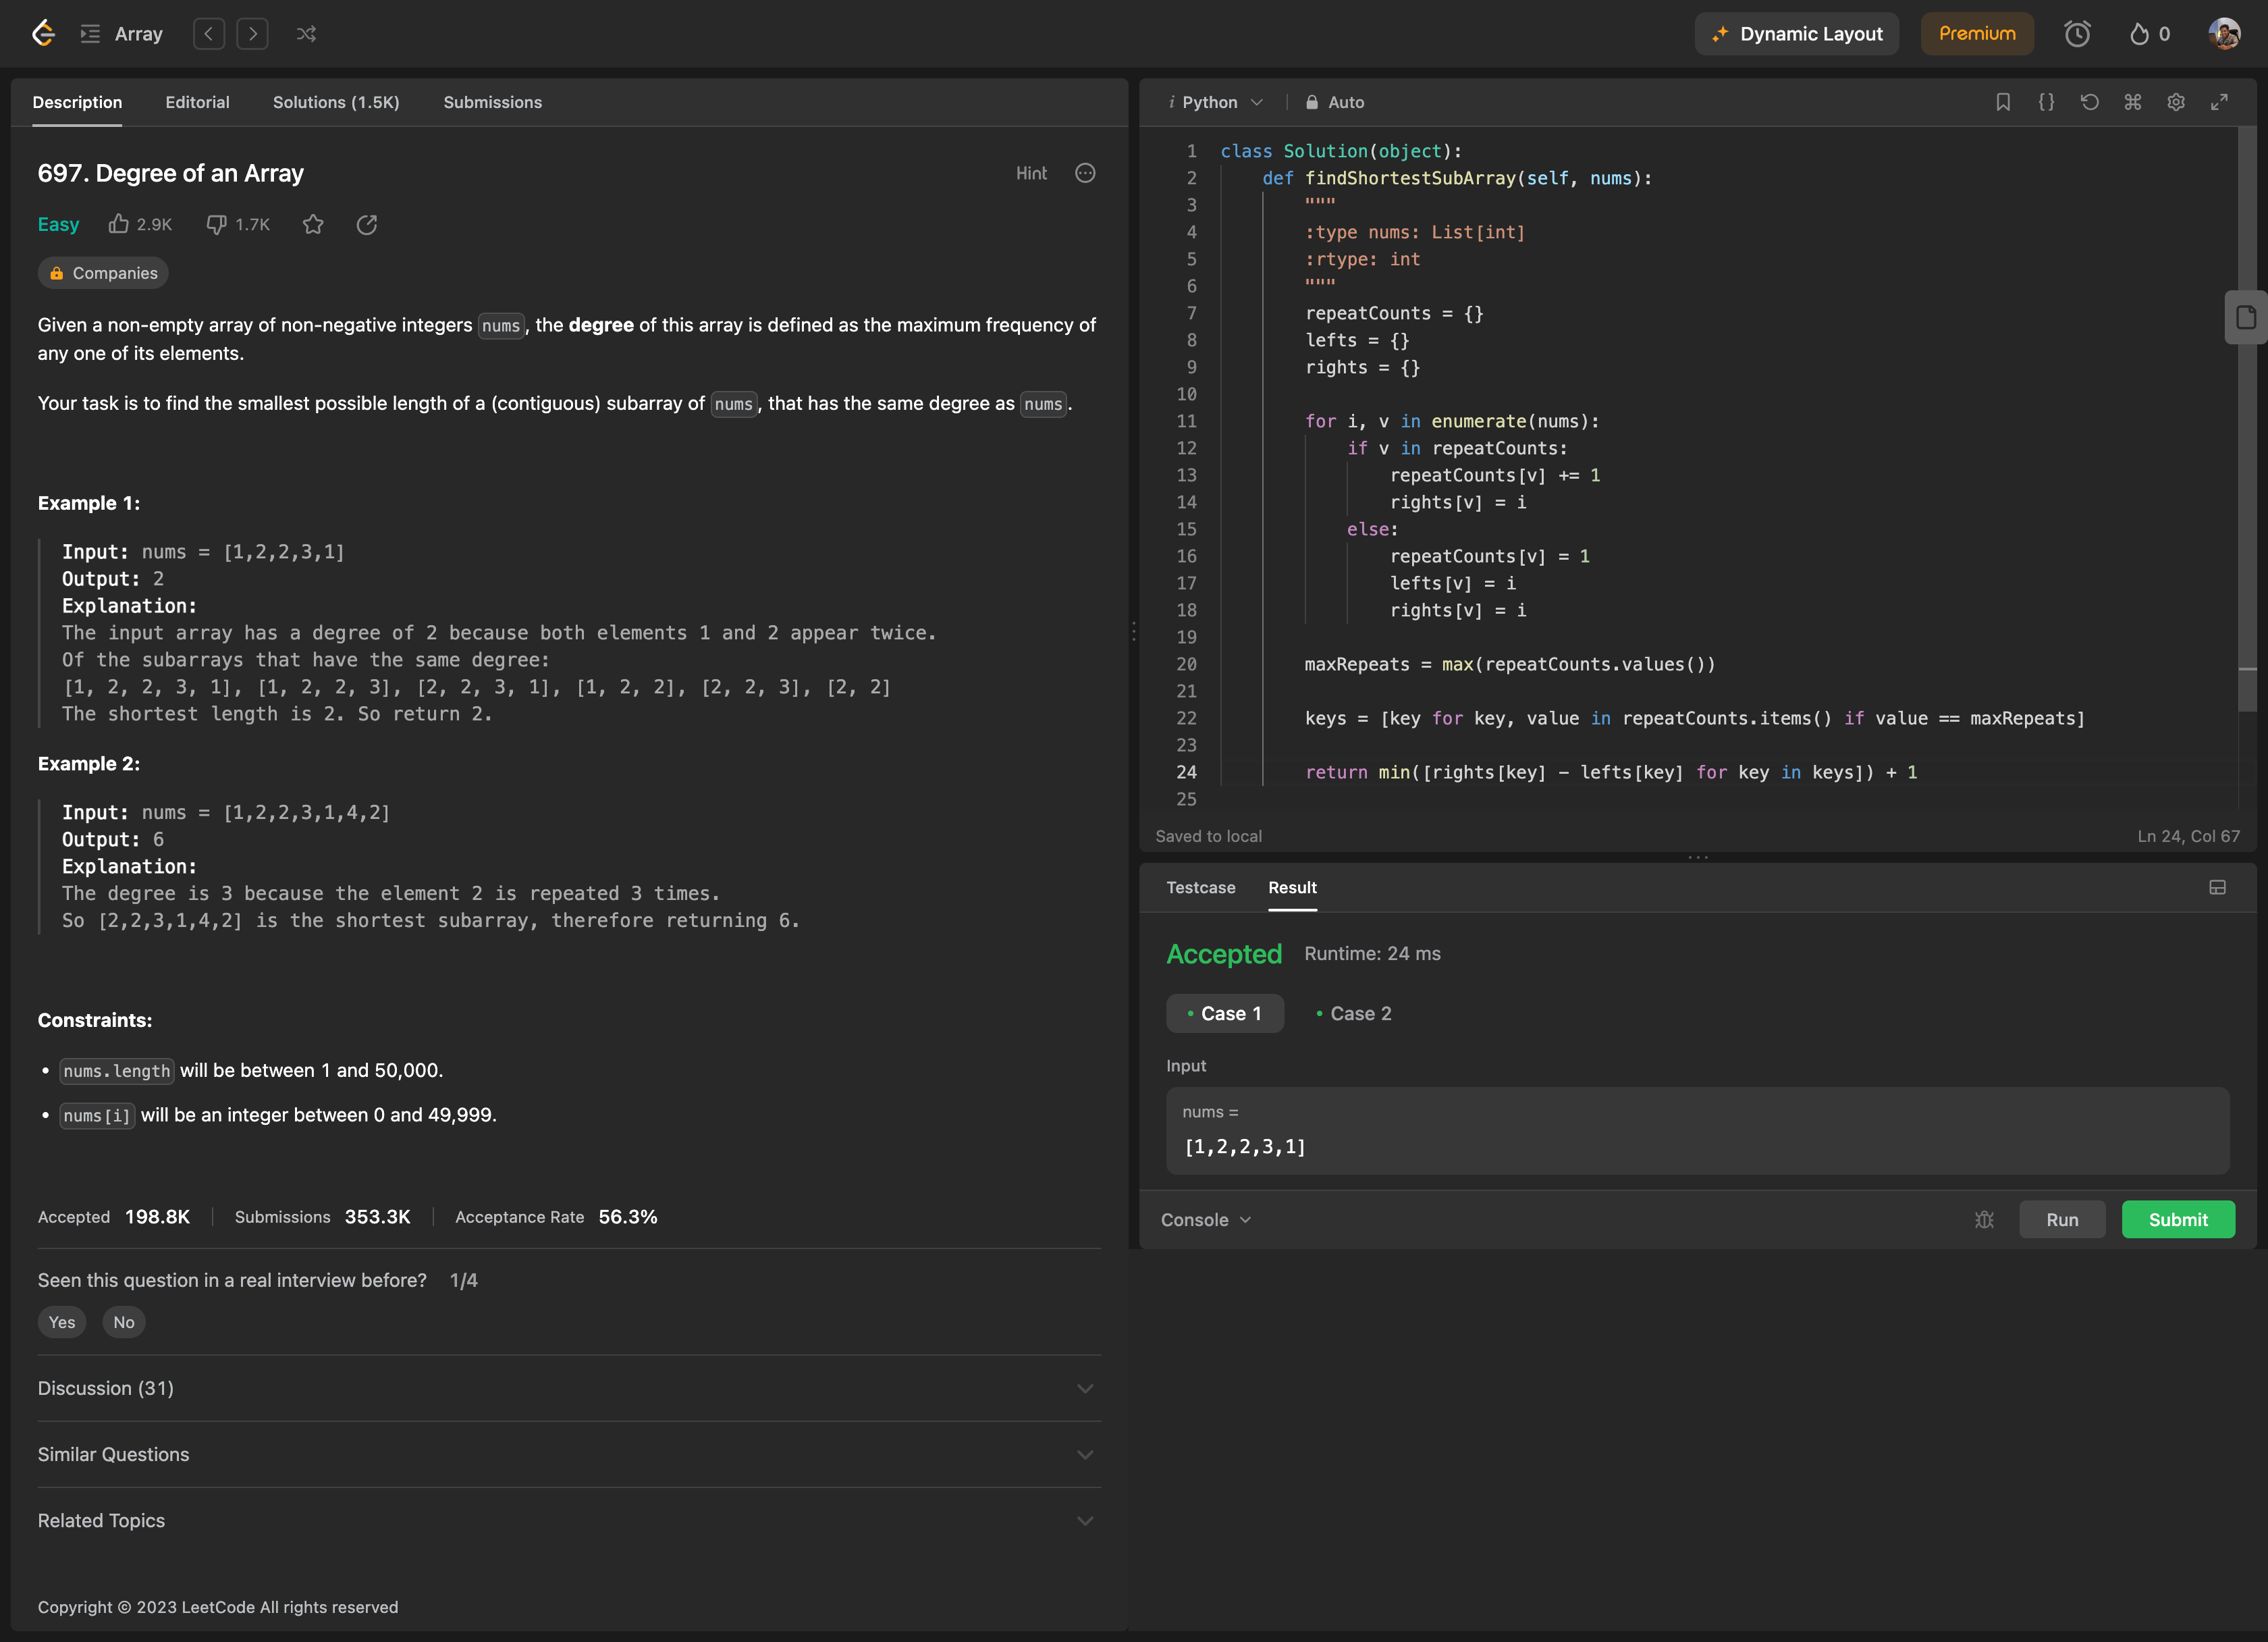 Array
Dynamic Layout
Premium
0
Description
Editorial
Solutions (1.5K)
Submissions
697. Degree of an Array
Hint
Easy
2.9K
1.7K
Companies
Given a non-empty array of non-negative integers nums, the degree of this array is defined as the maximum frequency of
any one of its elements.
Your task is to find the smallest possible length of a (contiguous) subarray of nums, that has the same degree as nums.
Example 1:
Input: nums = [1,2,2,3,1]
Output: 2
Explanation:
The input array has a degree of 2 because both elements 1 and 2 appear twice.
Of the subarrays that have the same degree:
[1, 2, 2, 3, 1], [1, 2, 2, 3], [2, 2, 3, 1], [1, 2, 2], [2, 2, 3], [2, 2]
The shortest length is 2. So return 2.
Example 2:
Input: nums = [1,2,2,3,1,4,2]
Output: 6
Explanation:
The degree is 3 because the element 2 is repeated 3 times.
So [2,2,3,1,4,2] is the shortest subarray, therefore returning 6.
Constraints:
• nums.length will be between 1 and 50,000.
• nums[i] will be an integer between 0 and 49,999.
Accepted 198.8K
Submissions 353.3K
Acceptance Rate 56.3%
Seen this question in a real interview before? 1/4
Yes
No
Discussion (31)
Similar Questions
Related Topics
Copyright © 2023 LeetCode All rights reserved
i Python
Auto
{}
1 class Solution(object):
2 def findShortestSubArray(self, nums):
3 """
4 :type nums: List[int]
5 :rtype: int
6 """
7 repeatCounts = {}
8 lefts = {}
9 rights = {}
10
11 for i, v in enumerate(nums):
12 if v in repeatCounts:
13 repeatCounts[v] += 1
14 rights[v] = i
15 else:
16 repeatCounts[v] = 1
17 lefts[v] = i
18 rights[v] = i
19
20 maxRepeats = max(repeatCounts.values())
21
22 keys = [key for key, value in repeatCounts.items() if value == maxRepeats]
23
24 return min([rights[key] - lefts[key] for key in keys]) + 1
25
Saved to local
Ln 24, Col 67
Testcase
Result
Accepted
Runtime: 24 ms
• Case 1
• Case 2
Input
nums =
[1,2,2,3,1]
Console
Run
Submit